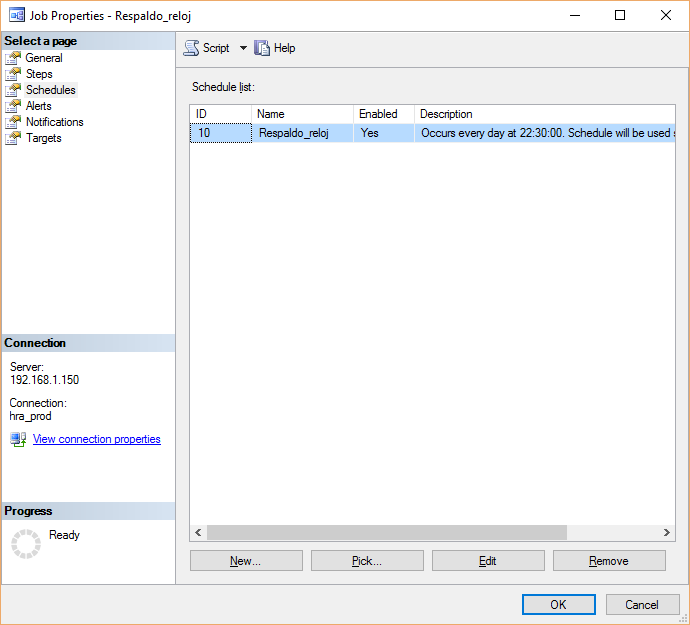 Job Properties - Respaldo_reloj
Select a page
General
Steps
Schedules
Alerts
Notifications
Targets
Connection
Server:
192.168.1.150
Connection:
hra_prod
View connection properties
Progress
Ready
Script
Help
Schedule list:
ID Name Enabled Description
10 Respaldo_reloj Yes Occurs every day at 22:30:00. Schedule will be used
New... Pick... Edit Remove
OK Cancel